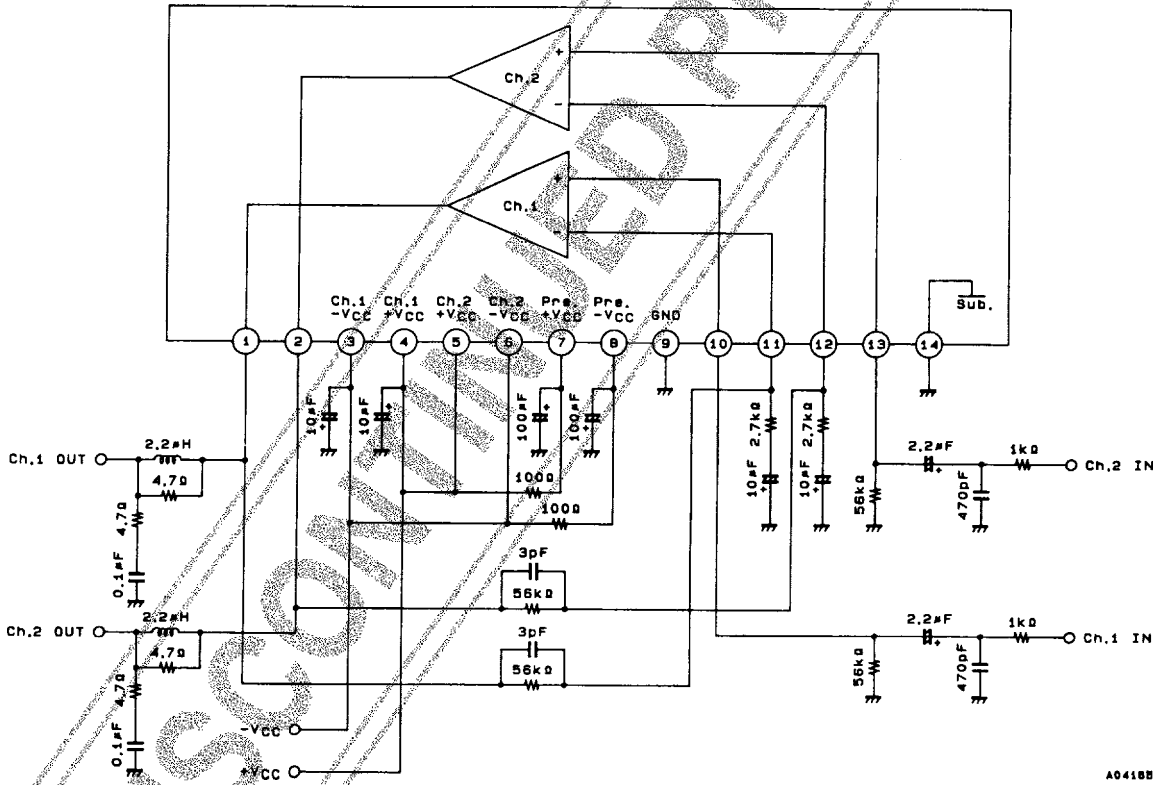 DISCONTINUED PR
+
Ch.2
−
+
Ch.1
−
Sub.
Ch.1 -VCC
Ch.1 +VCC
Ch.2 +VCC
Ch.2 -VCC
Pre. +VCC
Pre. -VCC
GND
1 2 3 4 5 6 7 8 9 10 11 12 13 14
10µF
10µF
100µF
100µF
2.7kΩ
2.7kΩ
10µF
10µF
100Ω
100Ω
Ch.1 OUT
2.2µH
4.7Ω
4.7Ω
0.1µF
56kΩ
2.2µF
470pF
1kΩ
Ch.2 IN
3pF
56kΩ
3pF
56kΩ
Ch.2 OUT
2.2µH
4.7Ω
4.7Ω
0.1µF
56kΩ
2.2µF
470pF
1kΩ
Ch.1 IN
-VCC
+VCC